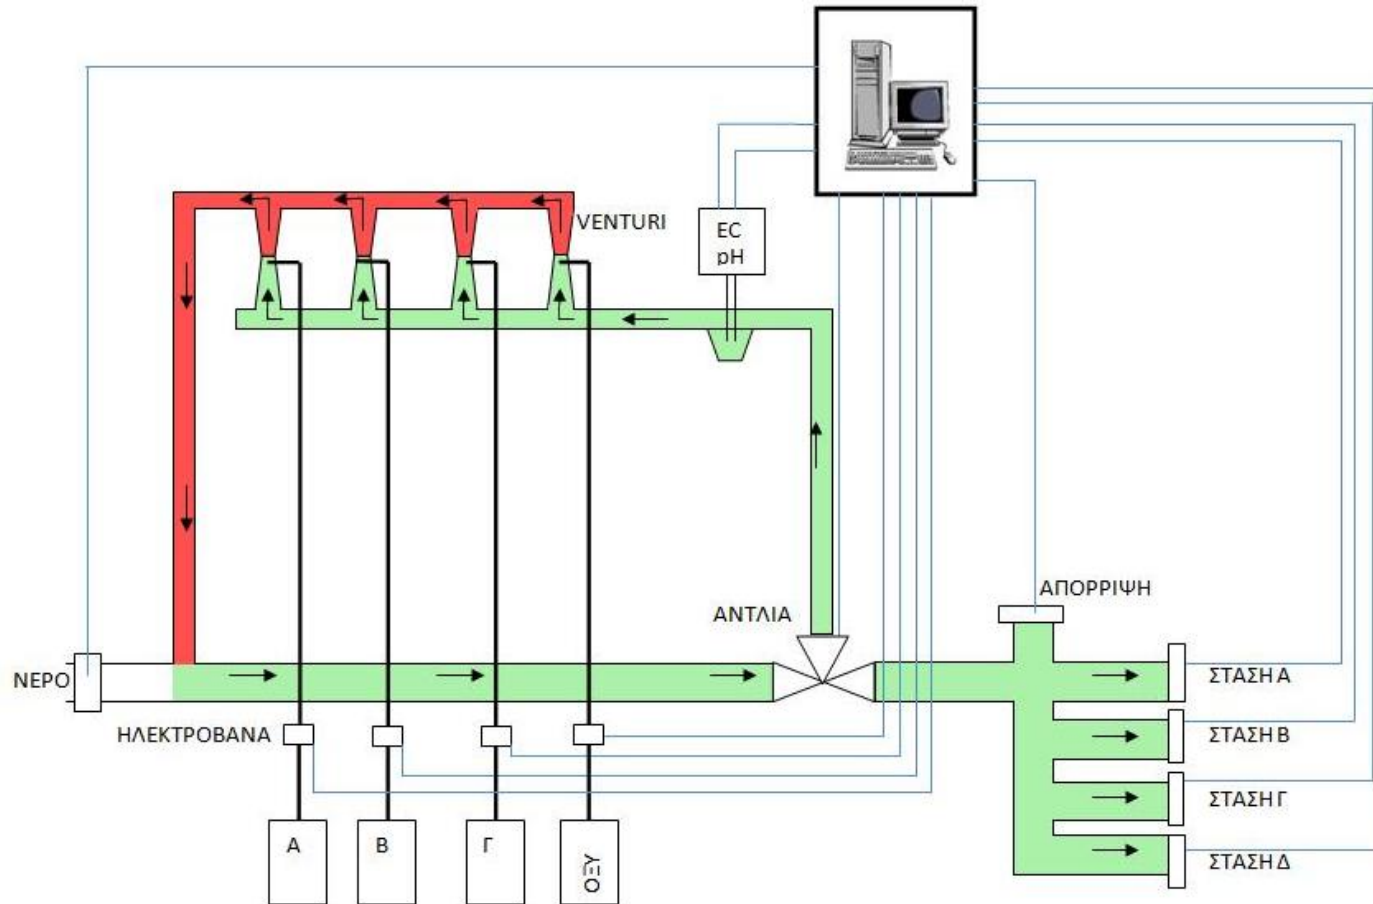 VENTURI
EC
pH
ΑΠΟΡΡΙΨΗ
ΑΝΤΛΙΑ
ΝΕΡΟ
ΣΤΑΣΗ Α
ΗΛΕΚΤΡΟΒΑΝΑ
ΣΤΑΣΗ Β
ΣΤΑΣΗ Γ
Α
Β
Γ
ΟΞΥ
ΣΤΑΣΗ Δ